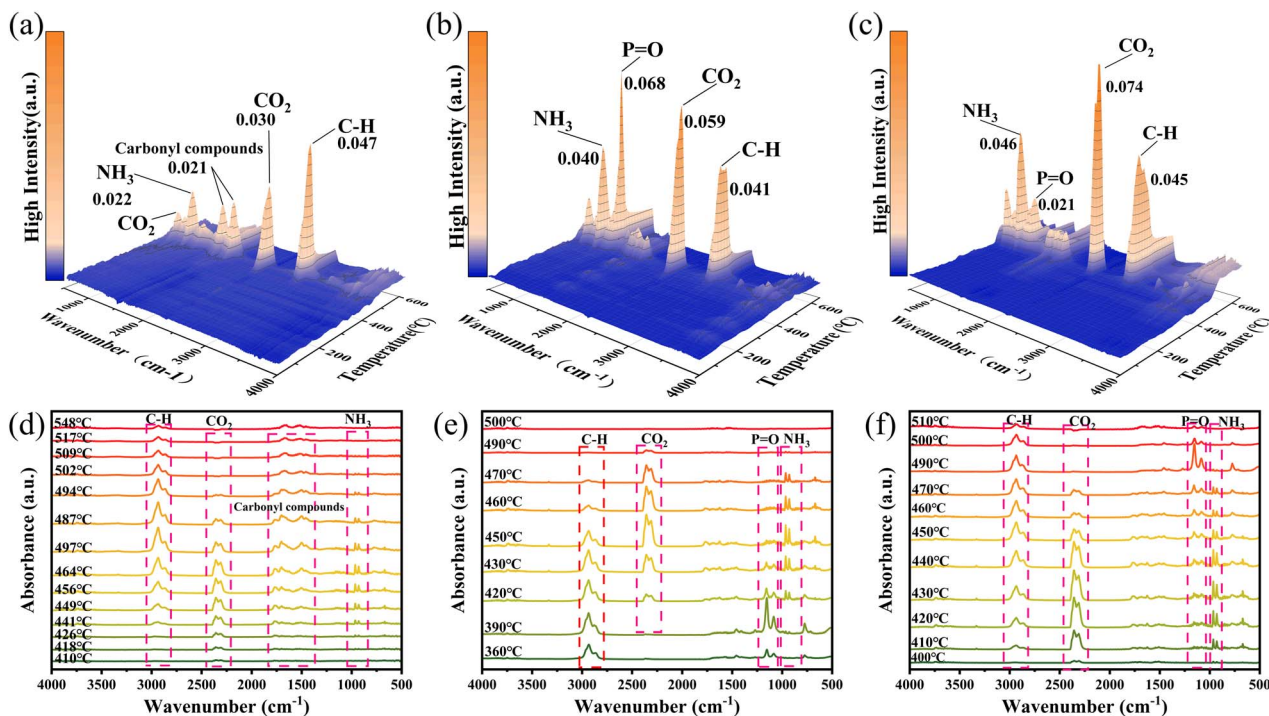 (a)
High Intensity(a.u.)
CO₂
0.030
C-H
0.047
Carbonyl compounds
0.021
NH₃
0.022
CO₂
1000
2000
3000
4000
Wavenumber (cm-1)
200
400
600
Temperature(°C)
(b)
High Intensity (a.u.)
P=O
0.068
CO₂
0.059
NH₃
0.040
C-H
0.041
1000
2000
3000
4000
Wavenumber (cm⁻¹)
200
400
600
Temperature(°C)
(c)
High Intensity (a.u.)
CO₂
0.074
NH₃
0.046
P=O
0.021
C-H
0.045
1000
2000
3000
4000
Wavenumber (cm⁻¹)
200
400
600
Temperature (°C)
(d)
Absorbance (a.u.)
C-H
CO₂
NH₃
548°C
517°C
509°C
502°C
494°C
Carbonyl compounds
487°C
497°C
464°C
456°C
449°C
441°C
426°C
418°C
410°C
4000 3500 3000 2500 2000 1500 1000 500
Wavenumber (cm⁻¹)
(e)
Absorbance (a.u.)
500°C
490°C
C-H
CO₂
P=O NH₃
470°C
460°C
450°C
430°C
420°C
390°C
360°C
4000 3500 3000 2500 2000 1500 1000 500
Wavenumber (cm⁻¹)
(f)
Absorbance (a.u.)
C-H
CO₂
P=O NH₃
510°C
500°C
490°C
470°C
460°C
450°C
440°C
430°C
420°C
410°C
400°C
4000 3500 3000 2500 2000 1500 1000 500
Wavenumber (cm⁻¹)